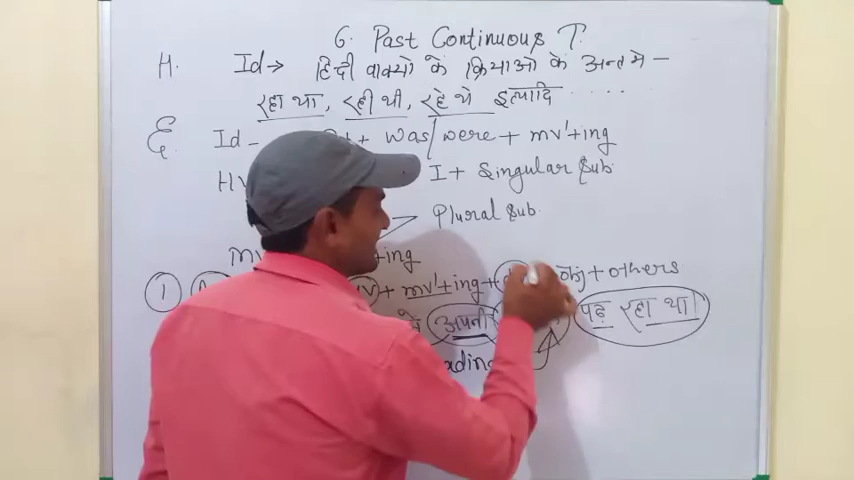 6. Past Continuous T.
H. Id→ हिंदी वाक्यो के क्रियाओ के अन्त मे —
रहा था, रही थी, रहे थे इत्यादि .....
E Id - + was/were + mv'+ing
HV I + Singular Sub.
Plural Sub.
mv +ing
1 + mv'+ing + obj + others
मे अपनी पढ़ रहा था।
ading